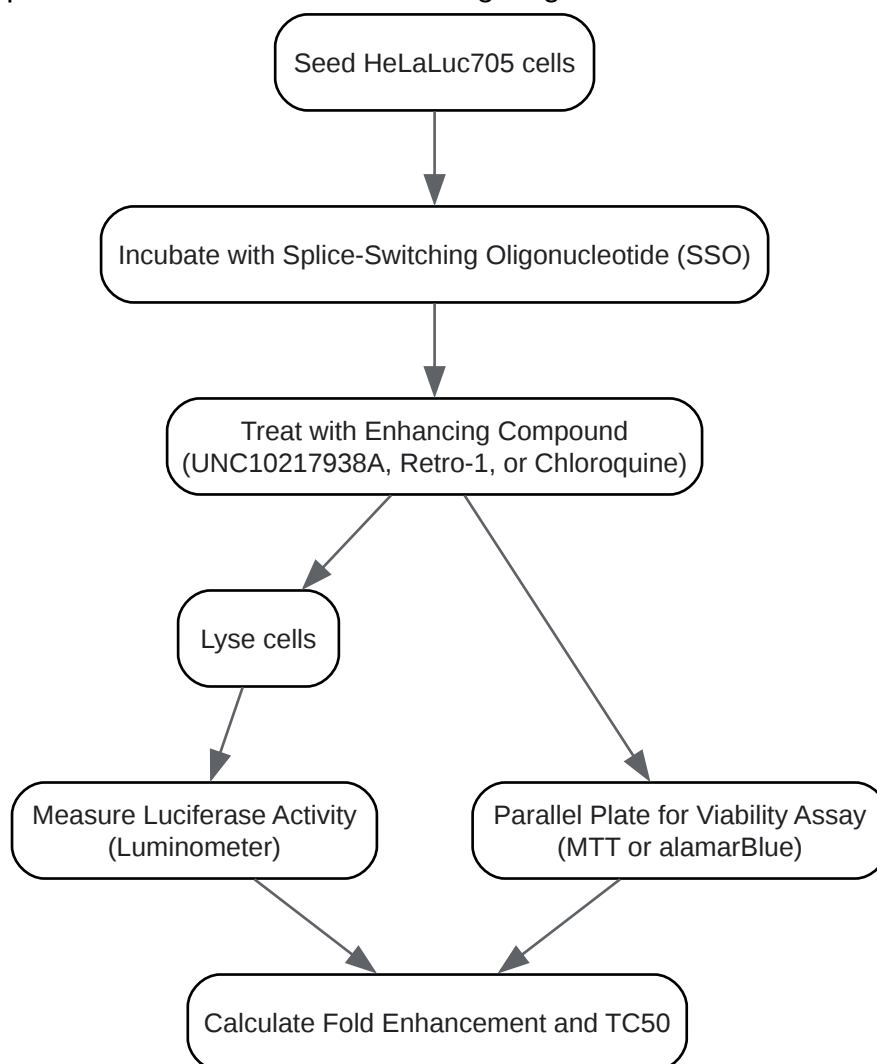 Seed HeLaLuc705 cells
Incubate with Splice-Switching Oligonucleotide (SSO)
Treat with Enhancing Compound
(UNC10217938A, Retro-1, or Chloroquine)
Lyse cells
Measure Luciferase Activity
(Luminometer)
Parallel Plate for Viability Assay
(MTT or alamarBlue)
Calculate Fold Enhancement and TC50